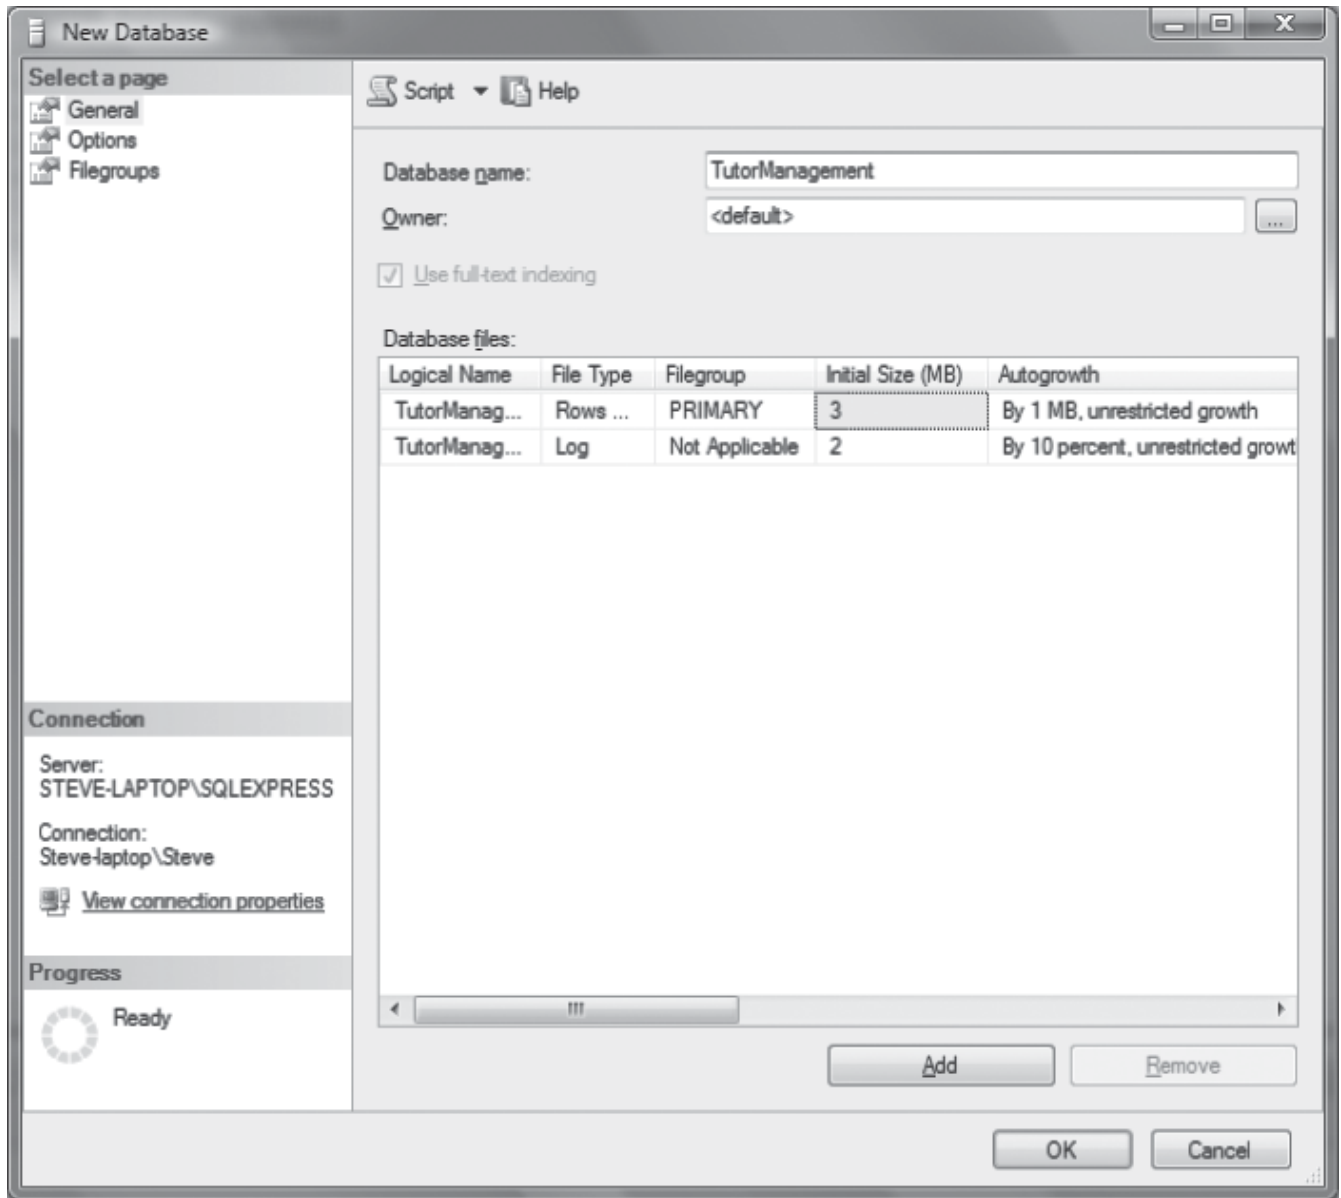 New Database
Select a page
General
Options
Filegroups
Script Help
Database name: TutorManagement
Owner: <default> ...
Use full-text indexing
Database files:
Logical Name File Type Filegroup Initial Size (MB) Autogrowth
TutorManag... Rows ... PRIMARY 3 By 1 MB, unrestricted growth
TutorManag... Log Not Applicable 2 By 10 percent, unrestricted growt
Connection
Server:
STEVE-LAPTOP\SQLEXPRESS
Connection:
Steve-laptop\Steve
View connection properties
Progress
Ready
Add Remove
OK Cancel